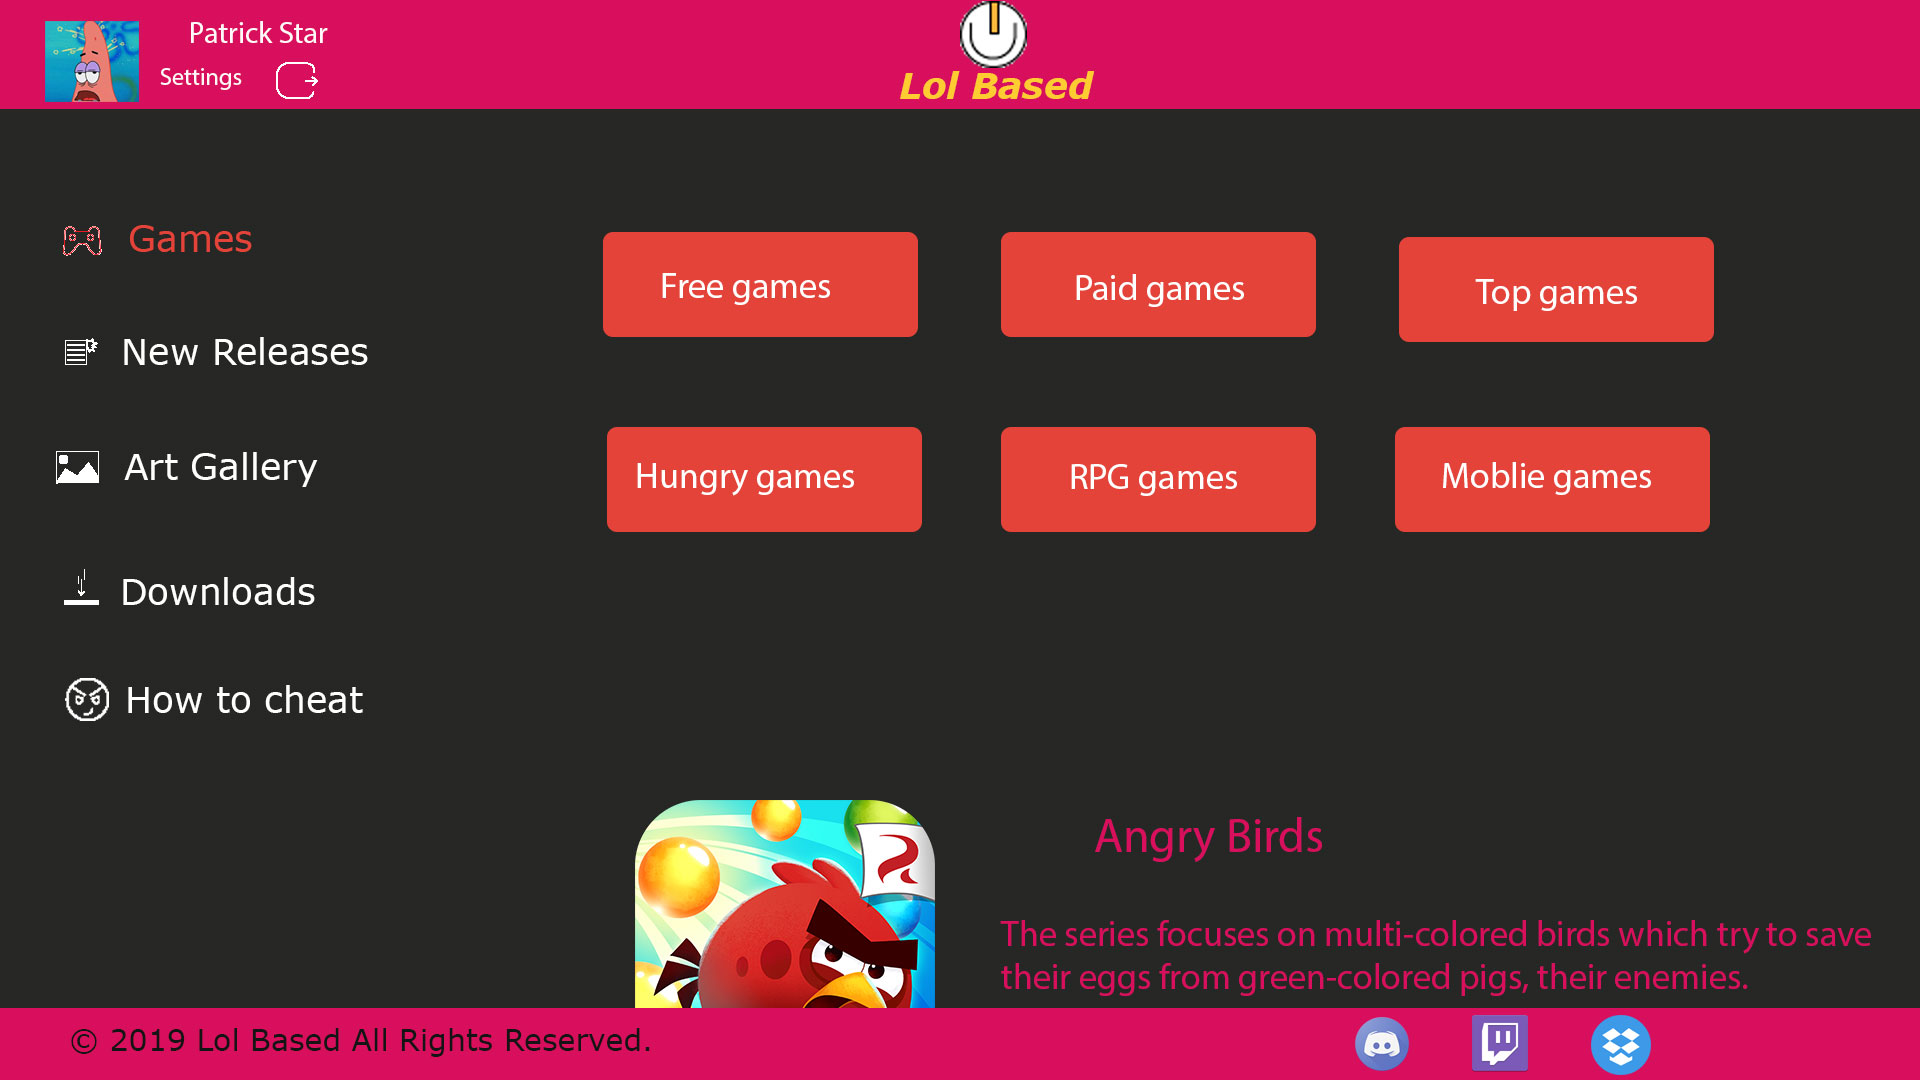 Patrick Star
Settings
Lol Based
Games
New Releases
Art Gallery
Downloads
How to cheat
Free games
Paid games
Top games
Hungry games
RPG games
Moblie games
Angry Birds
The series focuses on multi-colored birds which try to save
their eggs from green-colored pigs, their enemies.
© 2019 Lol Based All Rights Reserved.